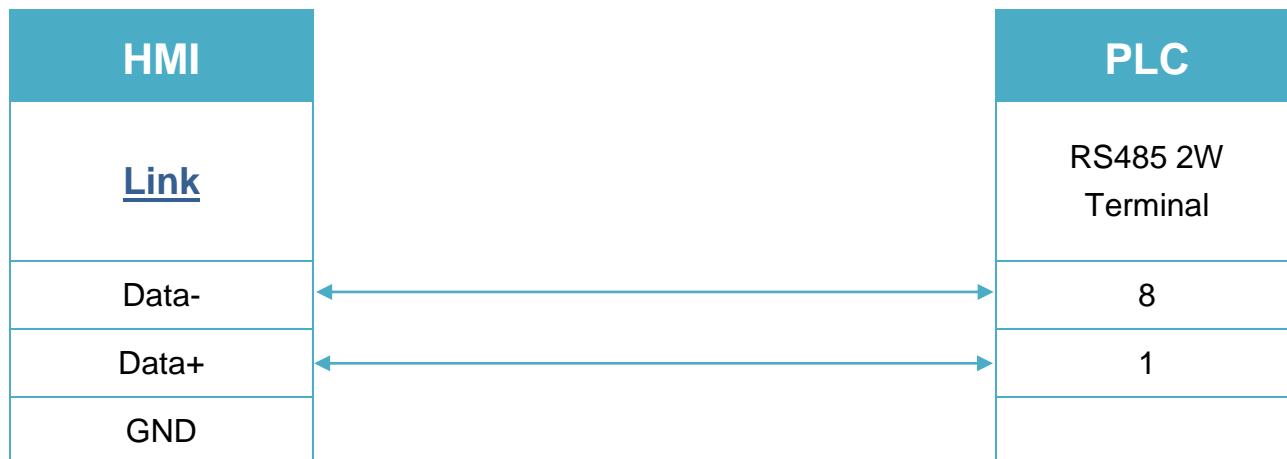 HMI
PLC
Link
RS485 2W
Terminal
Data-
8
Data+
1
GND